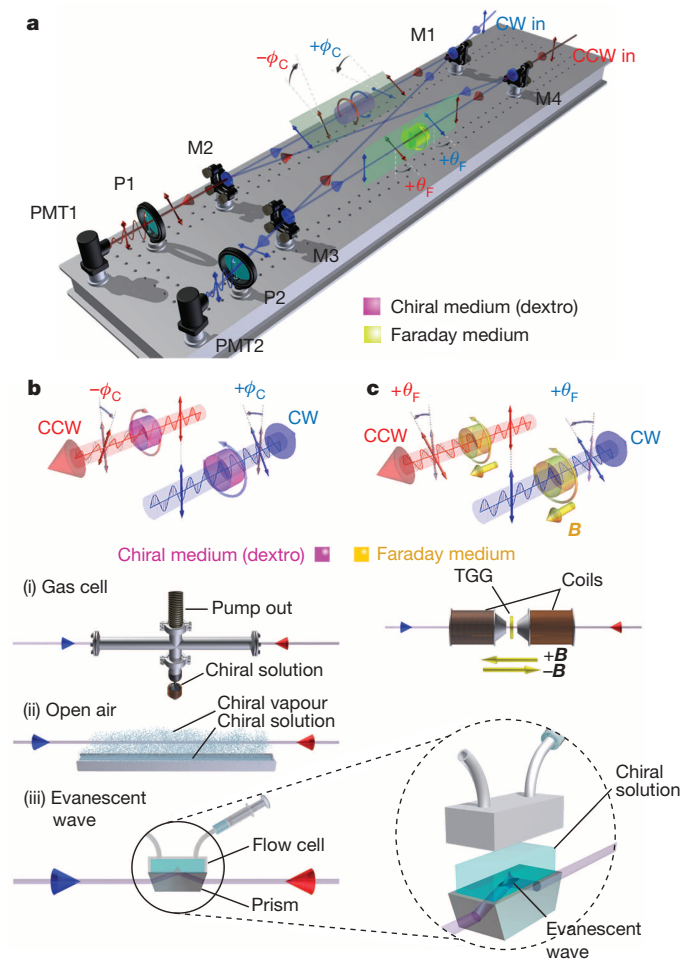 a
−ϕC
+ϕC
M1
CW in
CCW in
M4
M2
P1
+θF
+θF
PMT1
M3
P2
PMT2
Chiral medium (dextro)
Faraday medium
b
−ϕC
+ϕC
CCW
CW
c
+θF
+θF
CCW
CW
B
Chiral medium (dextro)
Faraday medium
(i) Gas cell
Pump out
Chiral solution
TGG
Coils
+B
−B
(ii) Open air
Chiral vapour
Chiral solution
(iii) Evanescent
wave
Flow cell
Prism
Chiral
solution
Evanescent
wave